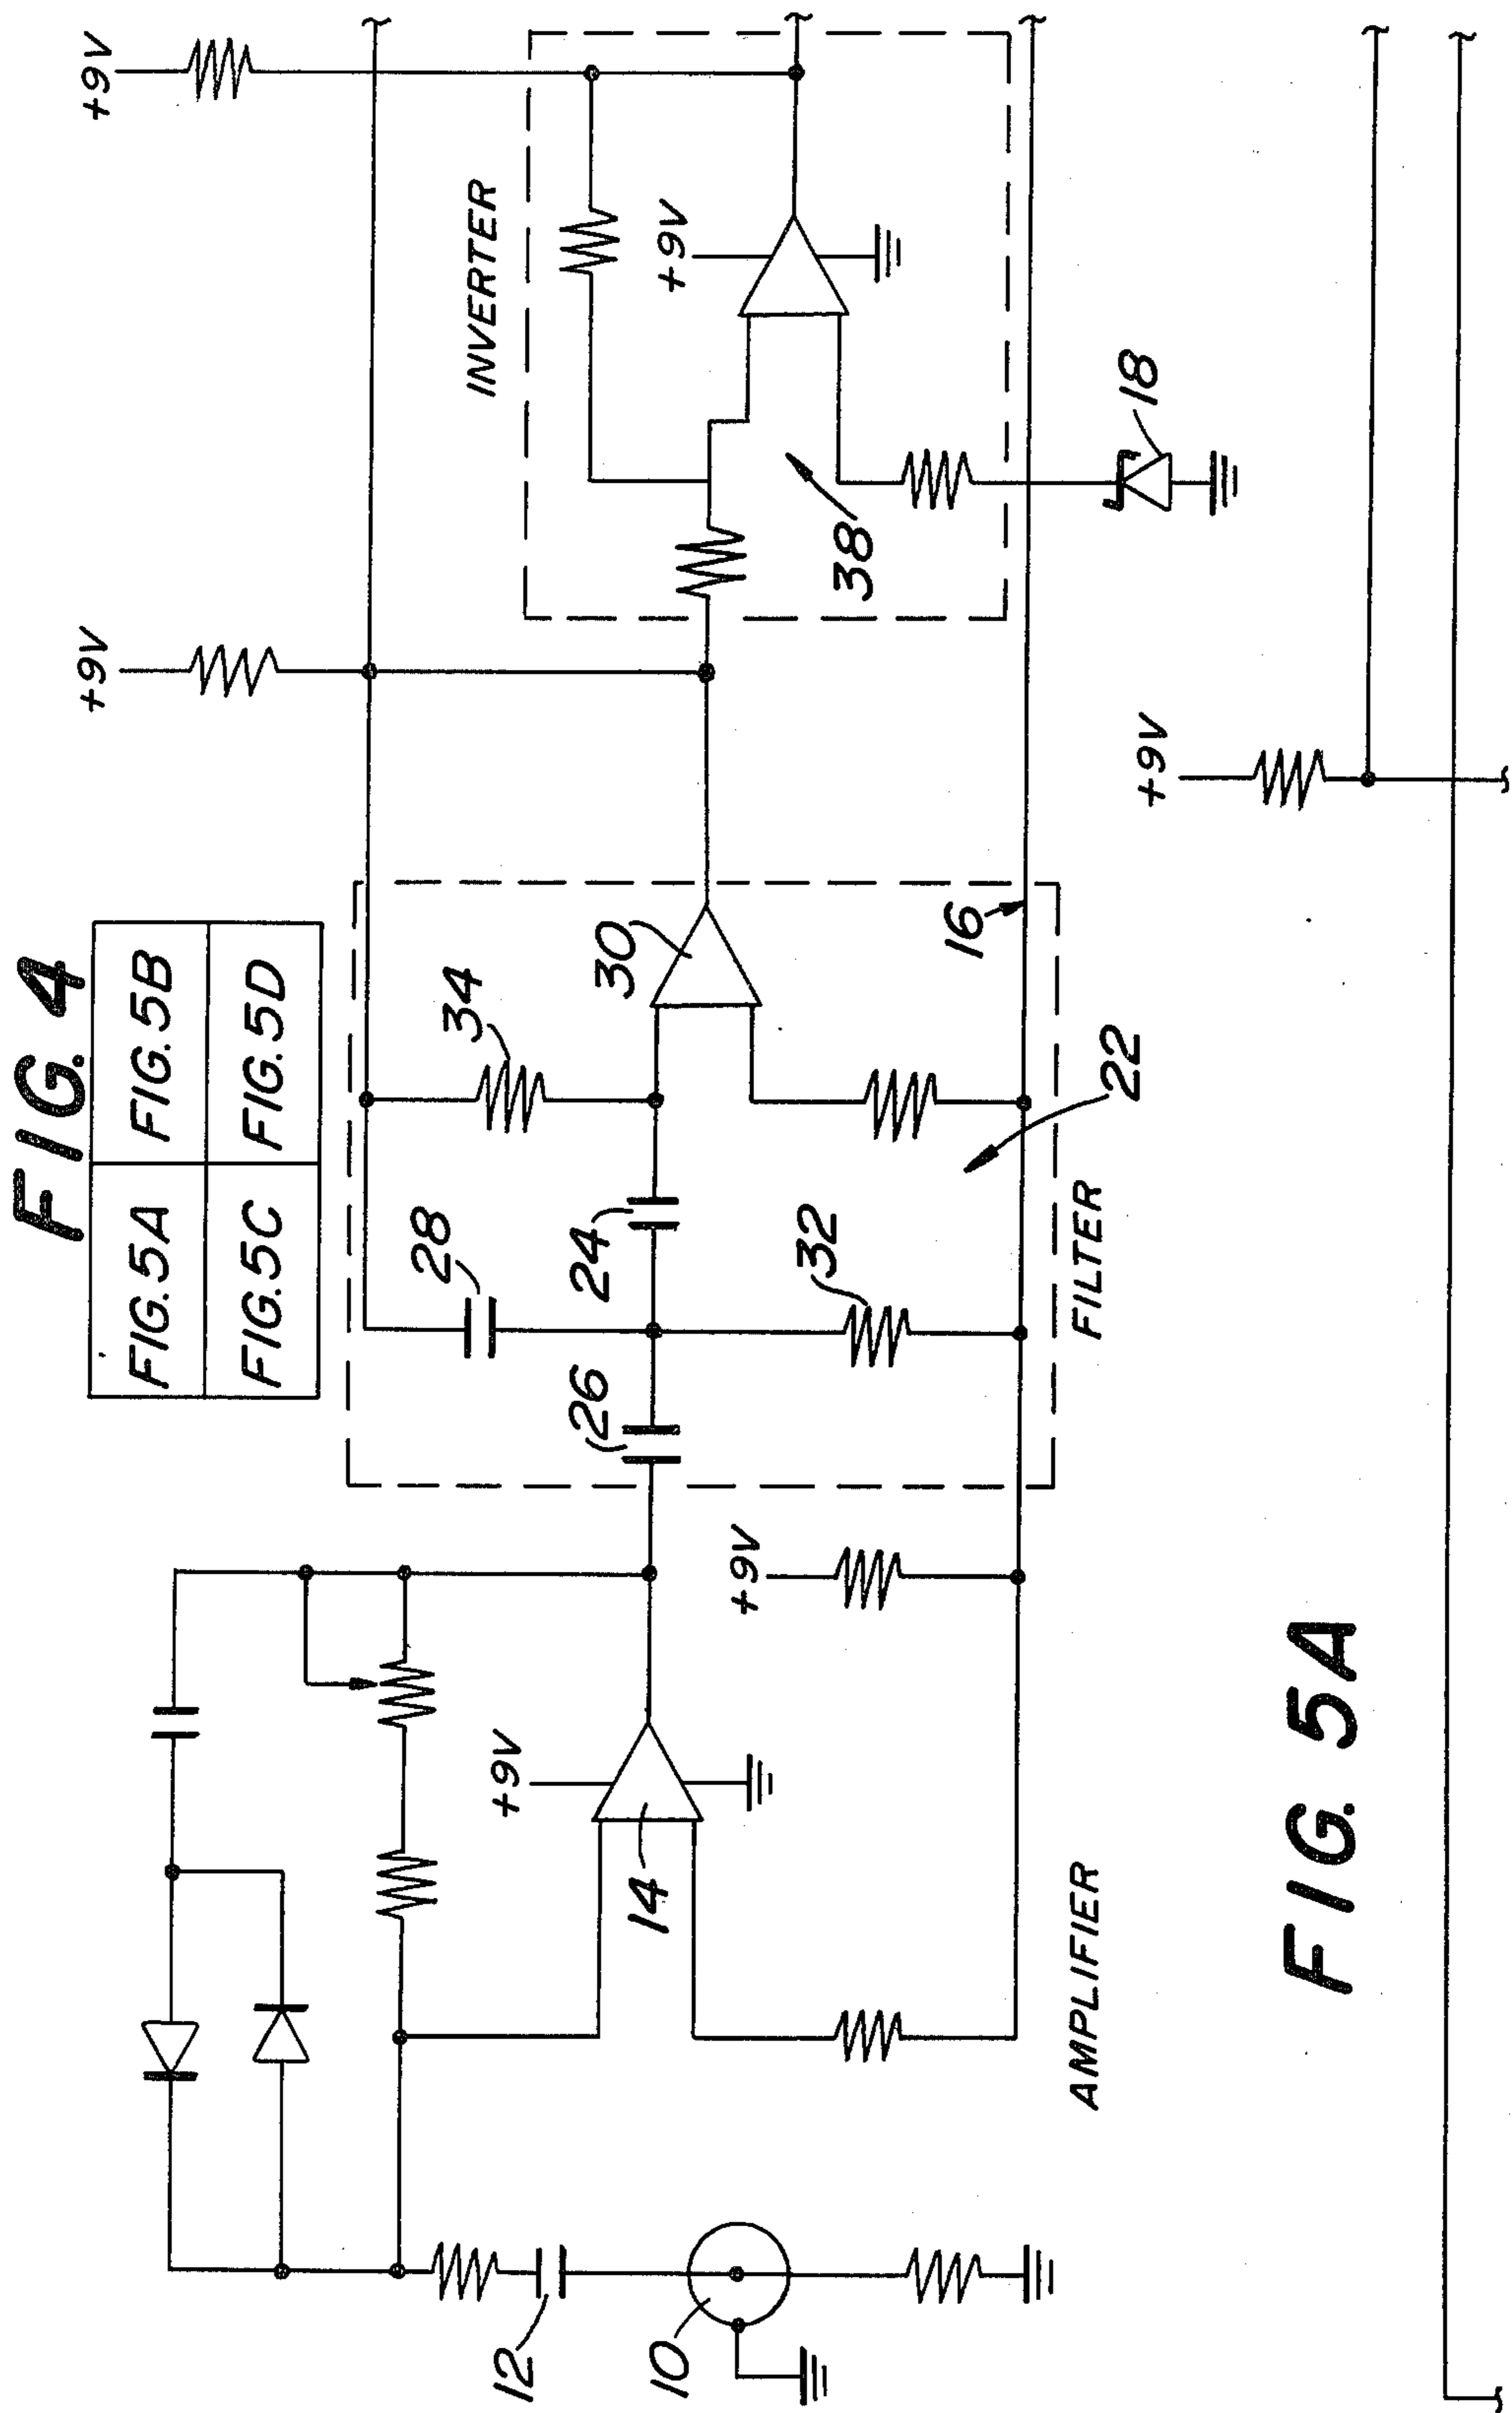 FIG. 4
FIG. 5A FIG. 5B
FIG. 5C FIG. 5D
+9V
+9V
INVERTER
+9V
38
18
34
28
30
24
26
32
16
22
FILTER
+9V
+9V
14
+9V
12
10
AMPLIFIER
FIG. 5A